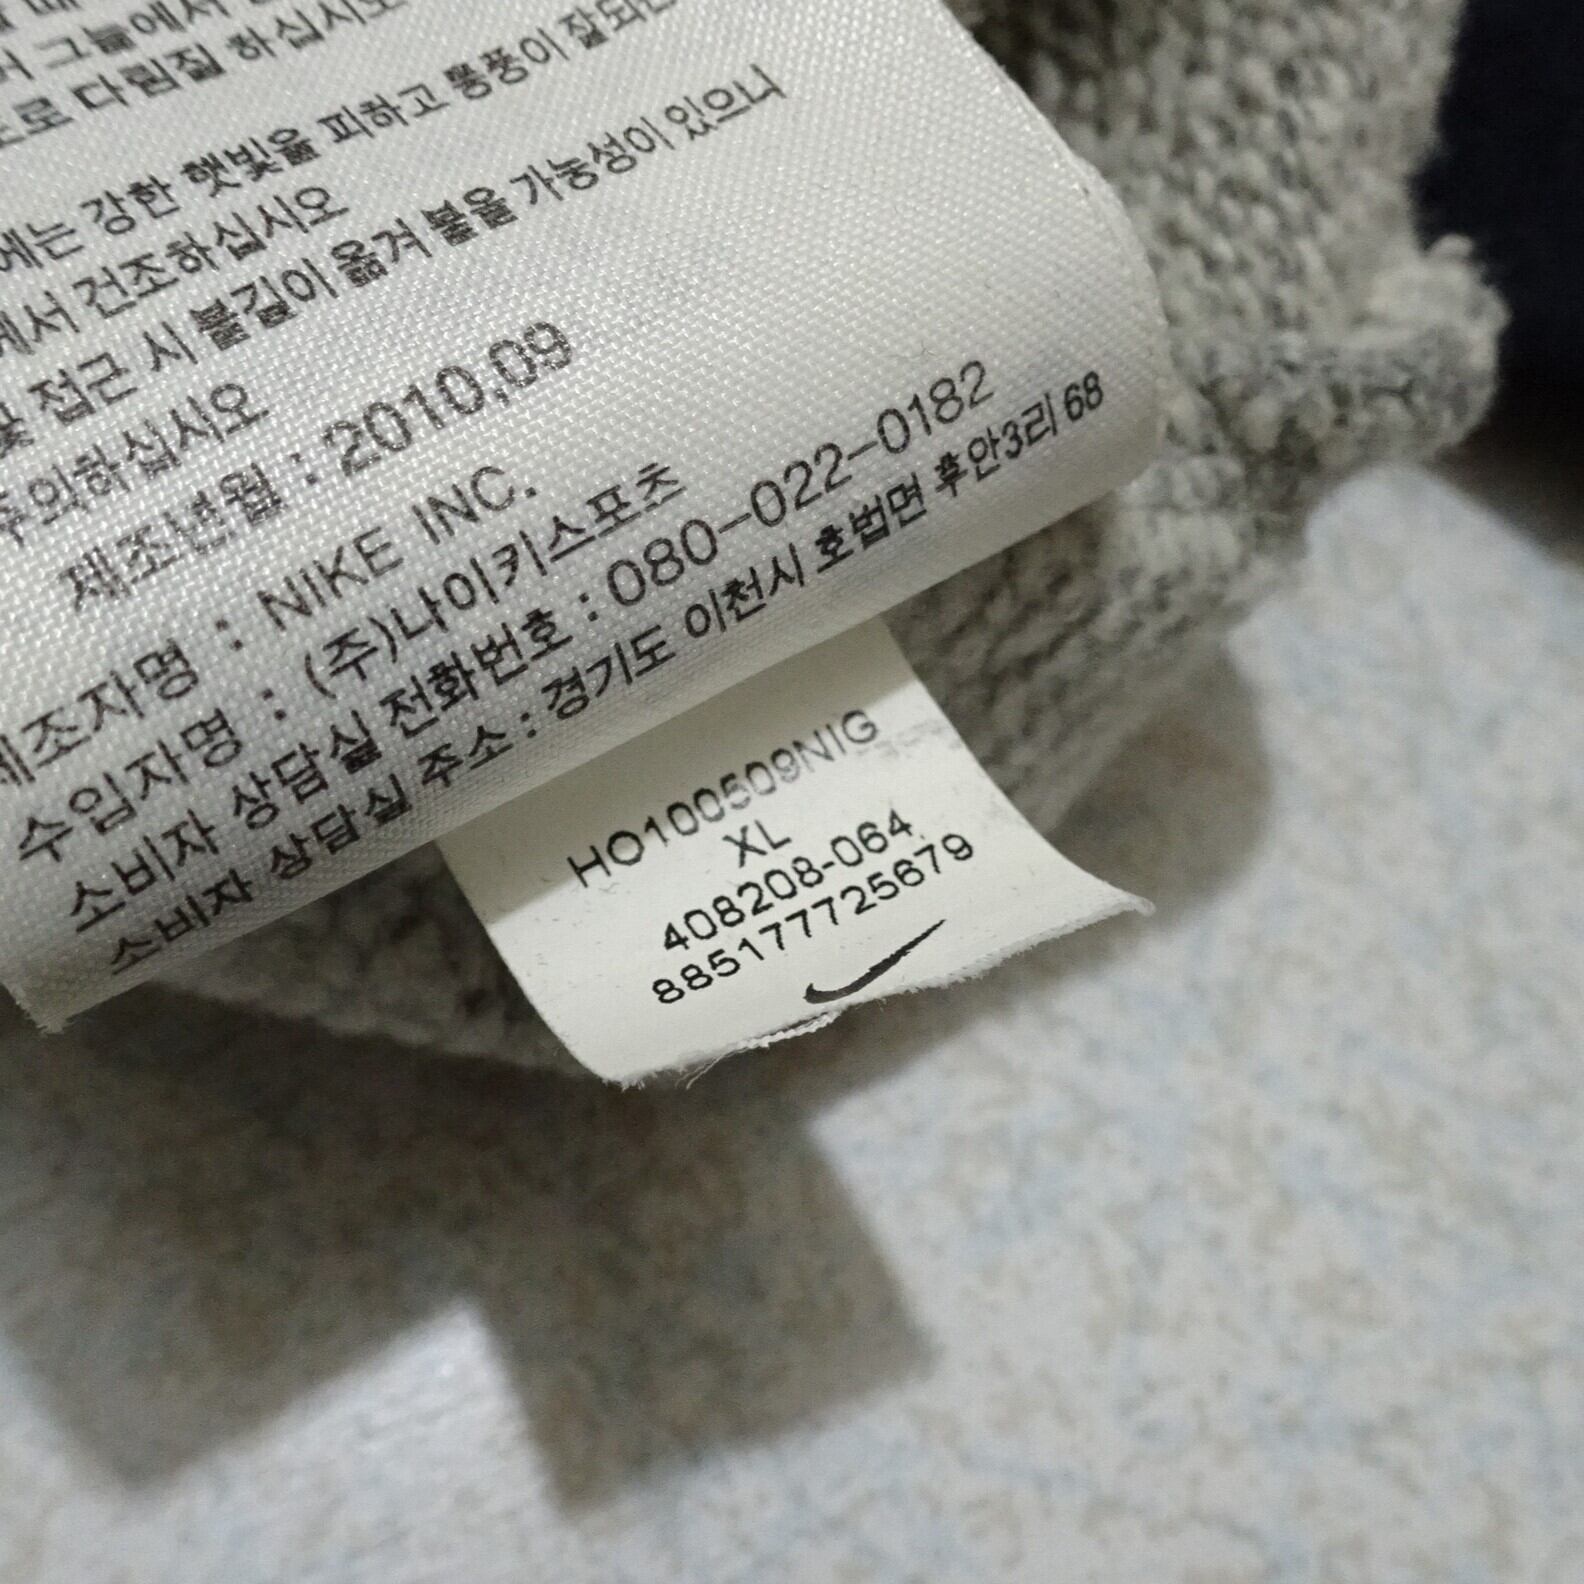 그늘에서
로 다림질 하십시오
에는 강한 햇빛을 피하고 통풍이 잘되는
에서 건조하십시오
접근 시 불길이 옮겨 붙을 가능성이 있으니
주의하십시오
제조년월 : 2010.09
제조자명 : NIKE INC.
수입자명 : (주)나이키스포츠
소비자 상담실 전화번호 : 080-022-0182
소비자 상담실 주소 : 경기도 이천시 호법면 후안3리 68
HO100509NIG
XL
408208-064
885177725679